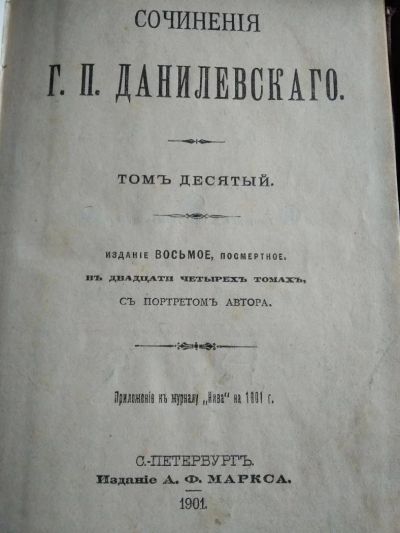 СОЧИНЕНІЯ
Г. П. ДАНИЛЕВСКАГО.
ТОМЪ ДЕСЯТЫЙ.
ИЗДАНІЕ ВОСЬМОЕ, ПОСМЕРТНОЕ.
ВЪ ДВАДЦАТИ ЧЕТЫРЕХЪ ТОМАХЪ,
СЪ ПОРТРЕТОМЪ АВТОРА.
Приложеніе къ журналу „Нива“ на 1901 г.
С.-ПЕТЕРБУРГЪ.
Изданіе А. Ф. МАРКСА.
1901.